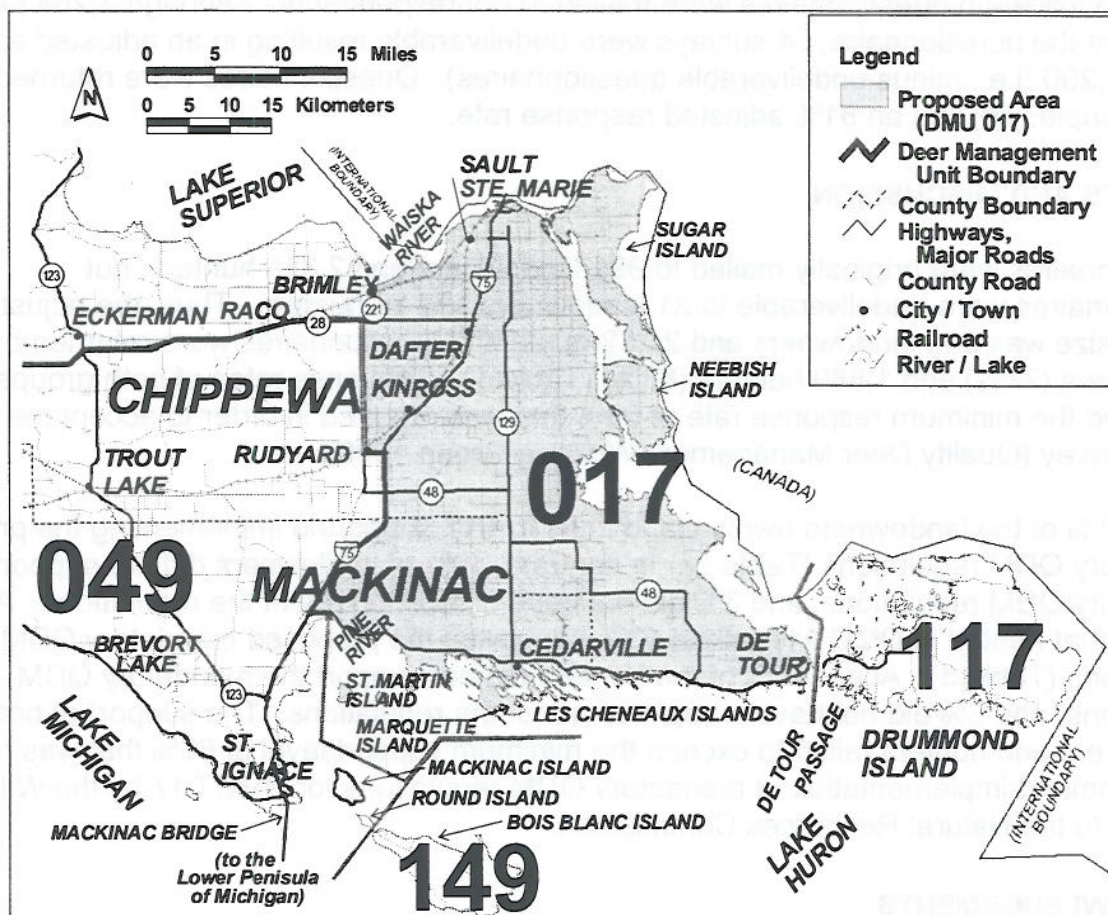 0 5 10 15 Miles
0 5 10 15 Kilometers
N
Legend
Proposed Area
(DMU 017)
Deer Management
Unit Boundary
County Boundary
Highways,
Major Roads
County Road
City / Town
Railroad
River / Lake
LAKE
SUPERIOR
(INTERNATIONAL
BOUNDARY)
WAISKA
RIVER
SAULT
STE. MARIE
SUGAR
ISLAND
123
BRIMLEY
221
75
ECKERMAN
RACO
28
DAFTER
KINROSS
NEEBISH
ISLAND
CHIPPEWA
129
TROUT
LAKE
RUDYARD
017
(CANADA)
48
049
75
MACKINAC
48
PINE
RIVER
BREVORT
LAKE
CEDARVILLE
DE
TOUR
117
123
ST. MARTIN
ISLAND
LES CHENEAUX ISLANDS
MARQUETTE
ISLAND
LAKE
MICHIGAN
ST.
IGNACE
MACKINAC ISLAND
ROUND ISLAND
BOIS BLANC ISLAND
DETOUR
PASSAGE
DRUMMOND
ISLAND
LAKE
HURON
(INTERNATIONAL
BOUNDARY)
MACKINAC BRIDGE
(to the
Lower Penisula
of Michigan)
149